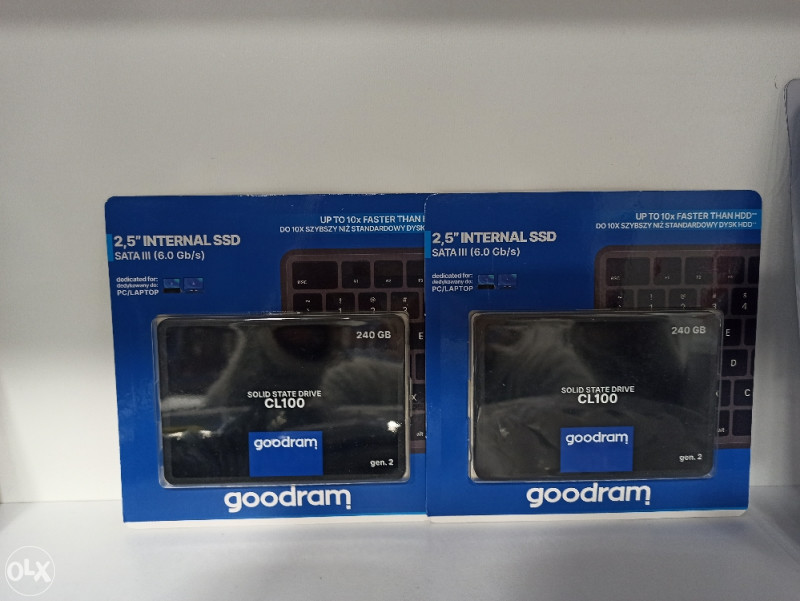 UP TO 10x FASTER THAN
DO 10X SZYBSZY NIŻ STANDARDOWY DYSK
2,5" INTERNAL SSD
SATA III (6.0 Gb/s)
dedicated for:
dedykowany do:
PC/LAPTOP
240 GB
SOLID STATE DRIVE
CL100
goodram
gen. 2
goodram
UP TO 10x FASTER THAN HDD
DO 10X SZYBSZY NIŻ STANDARDOWY DYSK HDD
2,5" INTERNAL SSD
SATA III (6.0 Gb/s)
dedicated for:
dedykowany do:
PC/LAPTOP
240 GB
SOLID STATE DRIVE
CL100
goodram
gen. 2
goodram
OLX